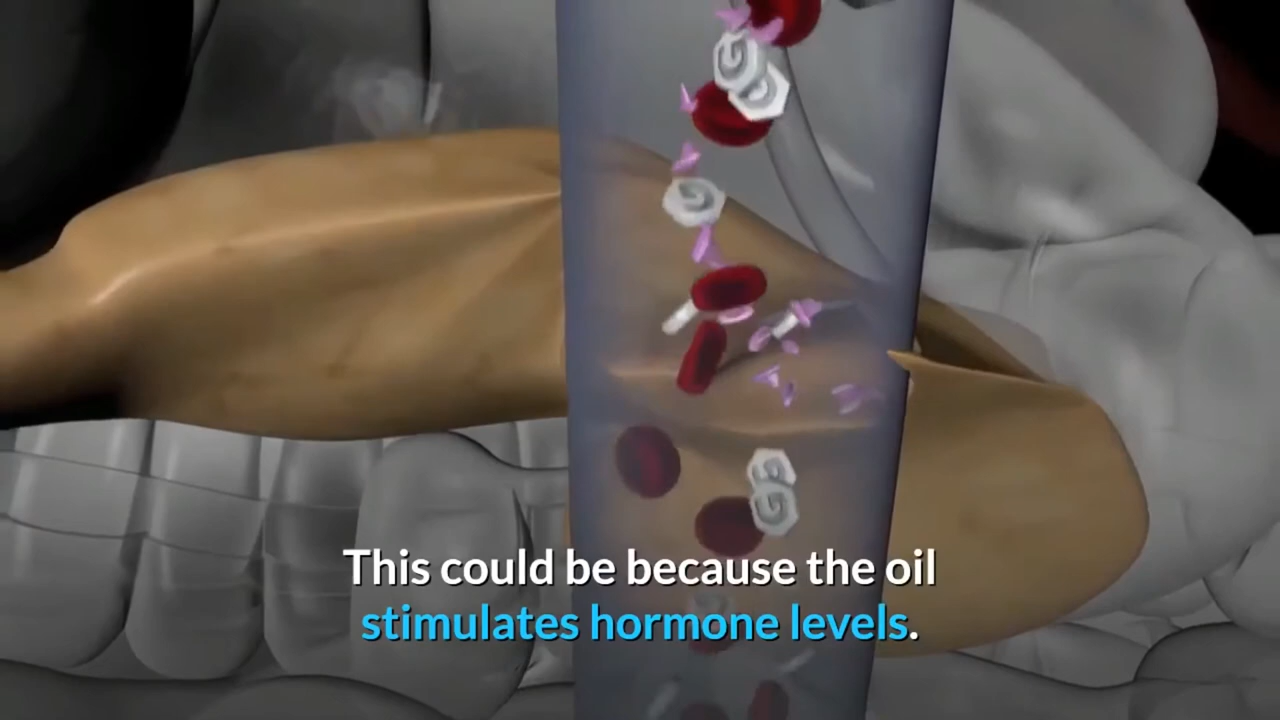 This could be because the oil
stimulates hormone levels.